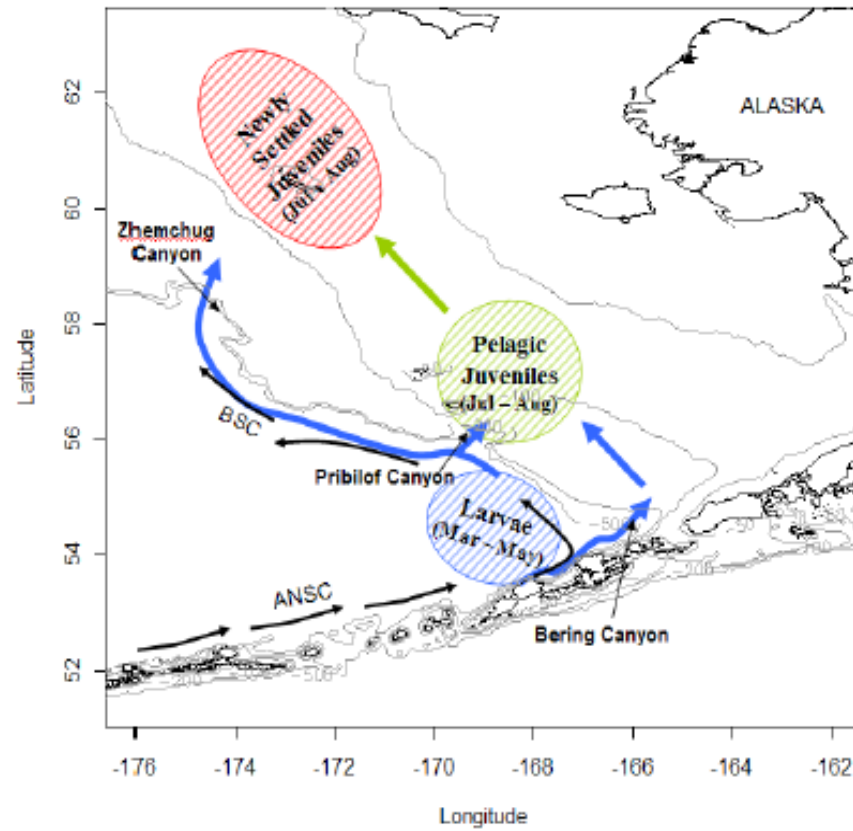 ALASKA
Newly
Settled
Juveniles
(Jul - Aug)
Zhemchug
Canyon
Pelagic
Juveniles
(Jul – Aug)
BSC
Pribilof Canyon
Larvae
(Mar – May)
ANSC
Bering Canyon
Latitude
62
60
58
56
54
52
-176
-174
-172
-170
-168
-166
-164
-162
Longitude